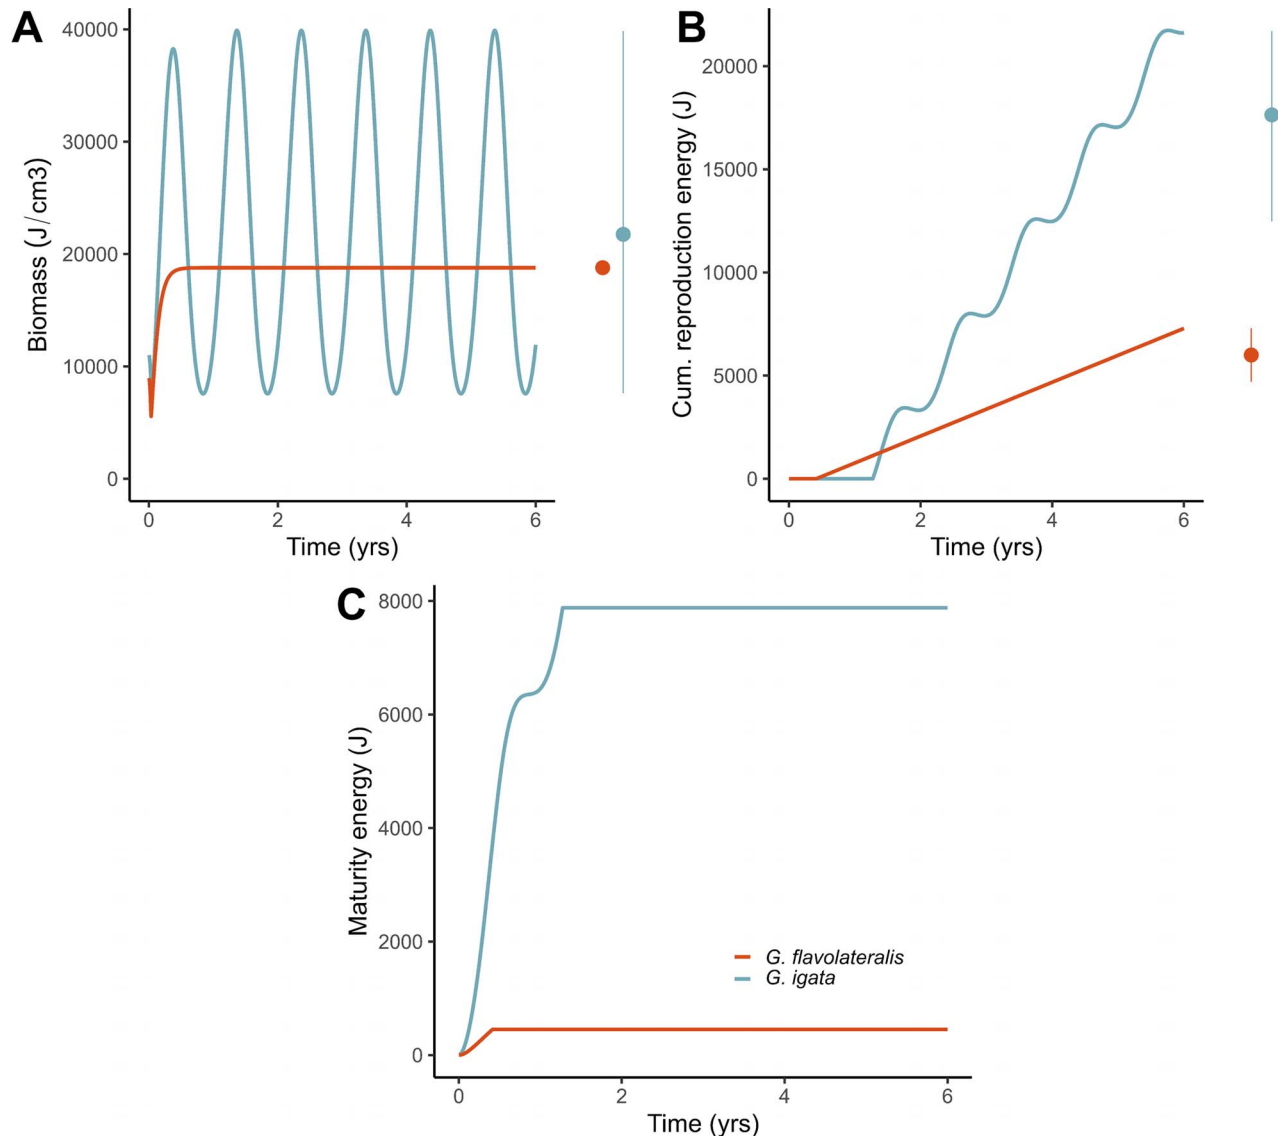 A
Biomass (J/cm3)
40000
30000
20000
10000
0
0 2 4 6
Time (yrs)
B
Cum. reproduction energy (J)
20000
15000
10000
5000
0
0 2 4 6
Time (yrs)
C
Maturity energy (J)
8000
6000
4000
2000
0
G. flavolateralis
G. igata
0 2 4 6
Time (yrs)